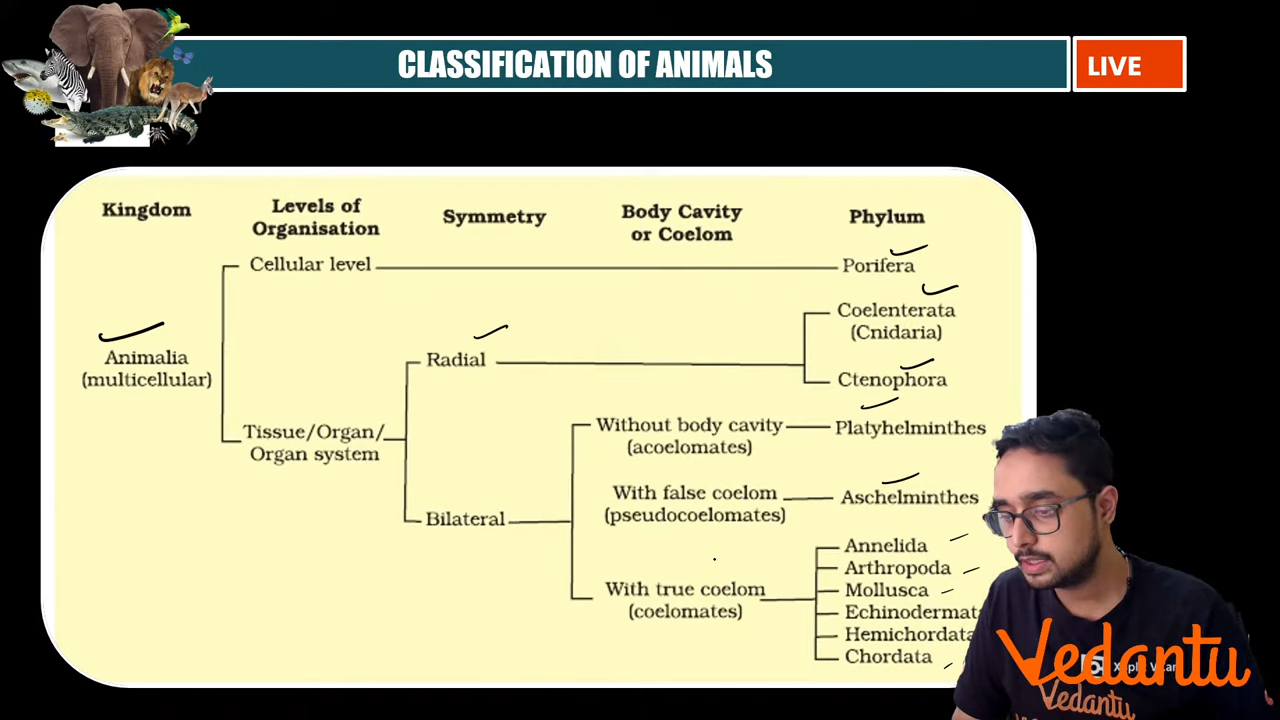 CLASSIFICATION OF ANIMALS
LIVE
Kingdom
Levels of
Organisation
Symmetry
Body Cavity
or Coelom
Phylum
Cellular level
Porifera
Coelenterata
(Cnidaria)
Animalia
(multicellular)
Radial
Ctenophora
Tissue/Organ/
Organ system
Without body cavity
(acoelomates)
Platyhelminthes
With false coelom
(pseudocoelomates)
Aschelminthes
Bilateral
With true coelom
(coelomates)
Annelida
Arthropoda
Mollusca
Echinodermata
Hemichordata
Chordata
Vedantu
Vedantu